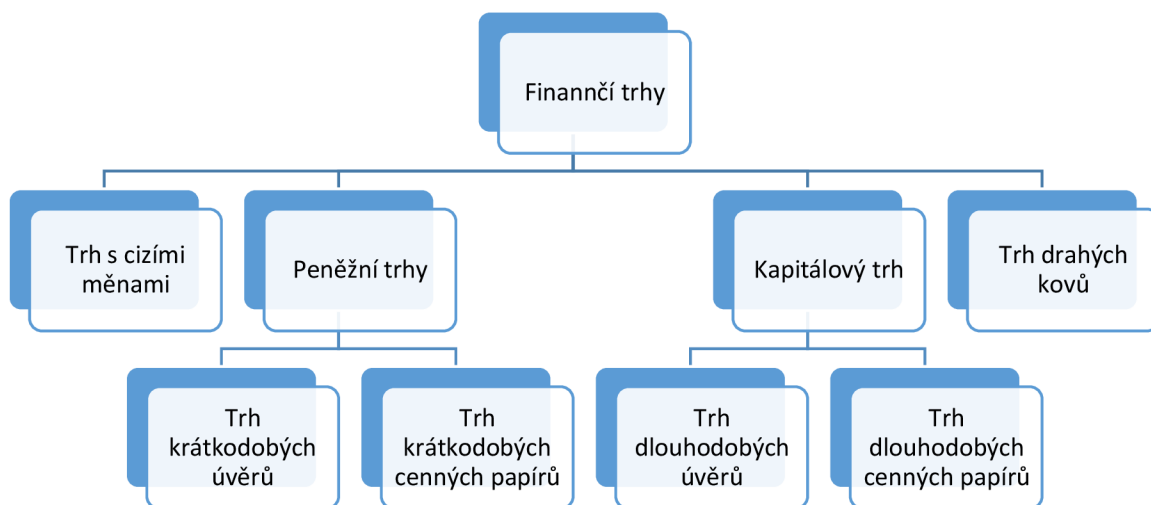 Finannčí trhy
Trh s cizími
měnami
Peněžní trhy
Kapitálový trh
Trh drahých
kovů
Trh
krátkodobých
úvěrů
Trh
krátkodobých
cenných papírů
Trh
dlouhodobých
úvěrů
Trh
dlouhodobých
cenných papírů